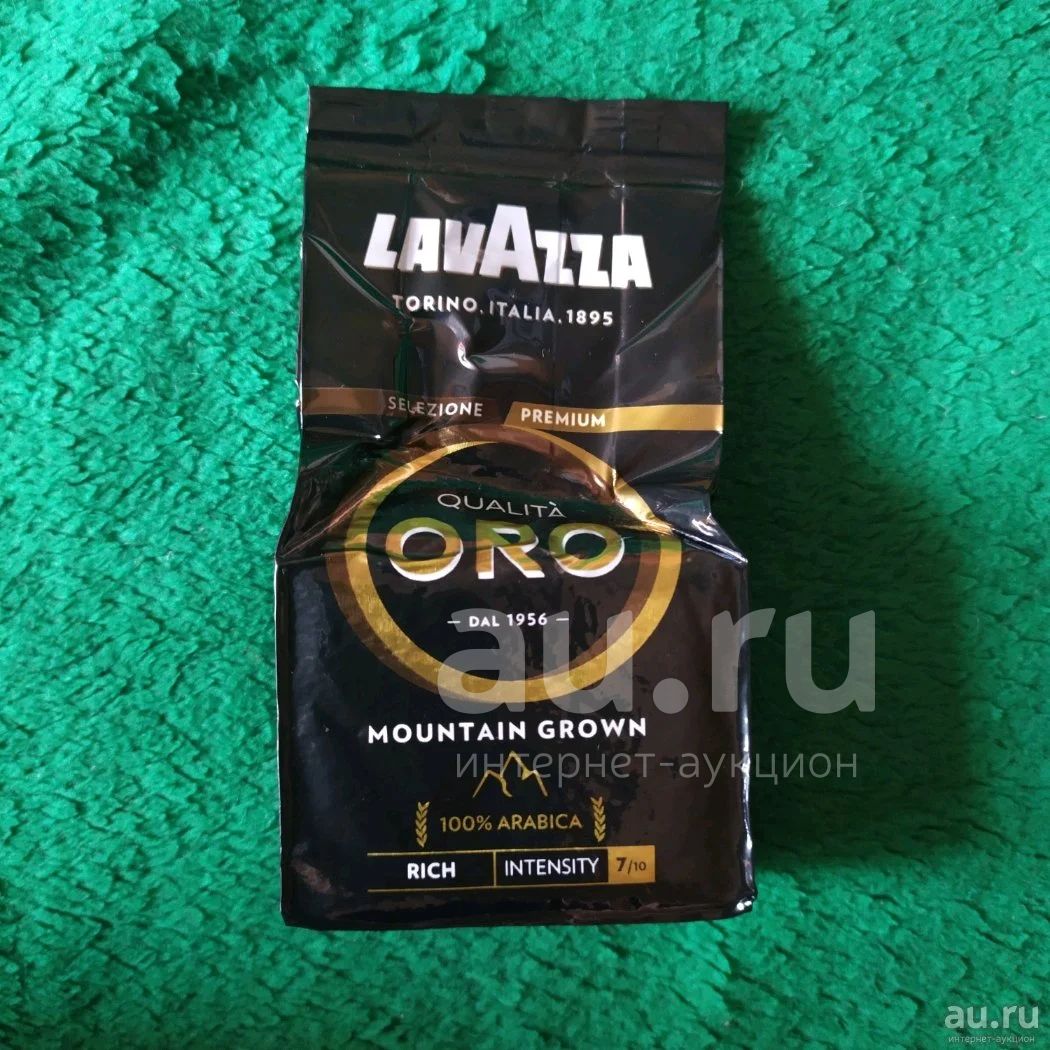 LAVAZZA
TORINO, ITALIA, 1895
SELEZIONE PREMIUM
QUALITÀ
ORO
— DAL 1956 —
au.ru
MOUNTAIN GROWN
интернет-аукцион
100% ARABICA
RICH INTENSITY 7/10
au.ru
интернет-аукцион